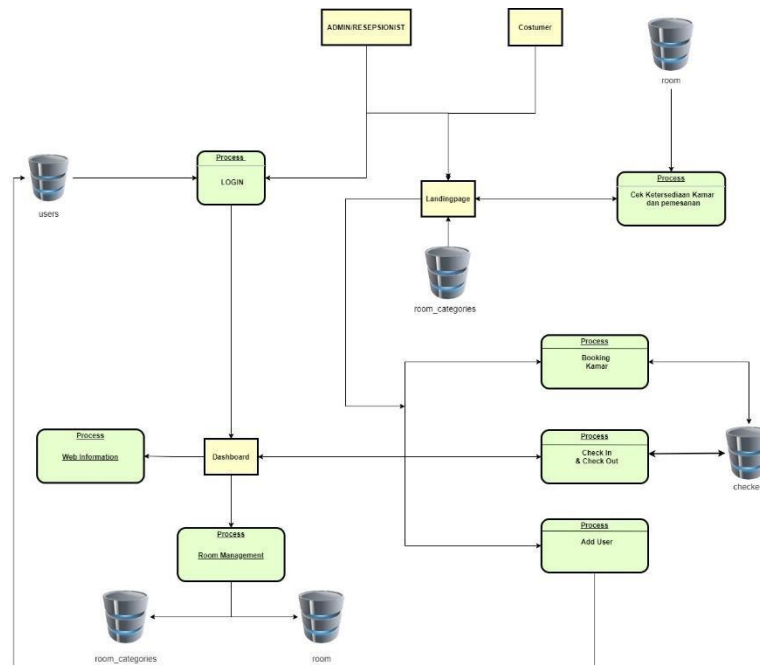 ADMIN/RESEPSIONIST
Costumer
room
Process
LOGIN
users
Landingpage
Process
Cek Ketersediaan Kamar
dan pemesanan
room_categories
Process
Booking
Kamar
Process
Web Information
Dashboard
Process
Check In
& Check Out
checke
Process
Room Management
Process
Add User
room_categories
room